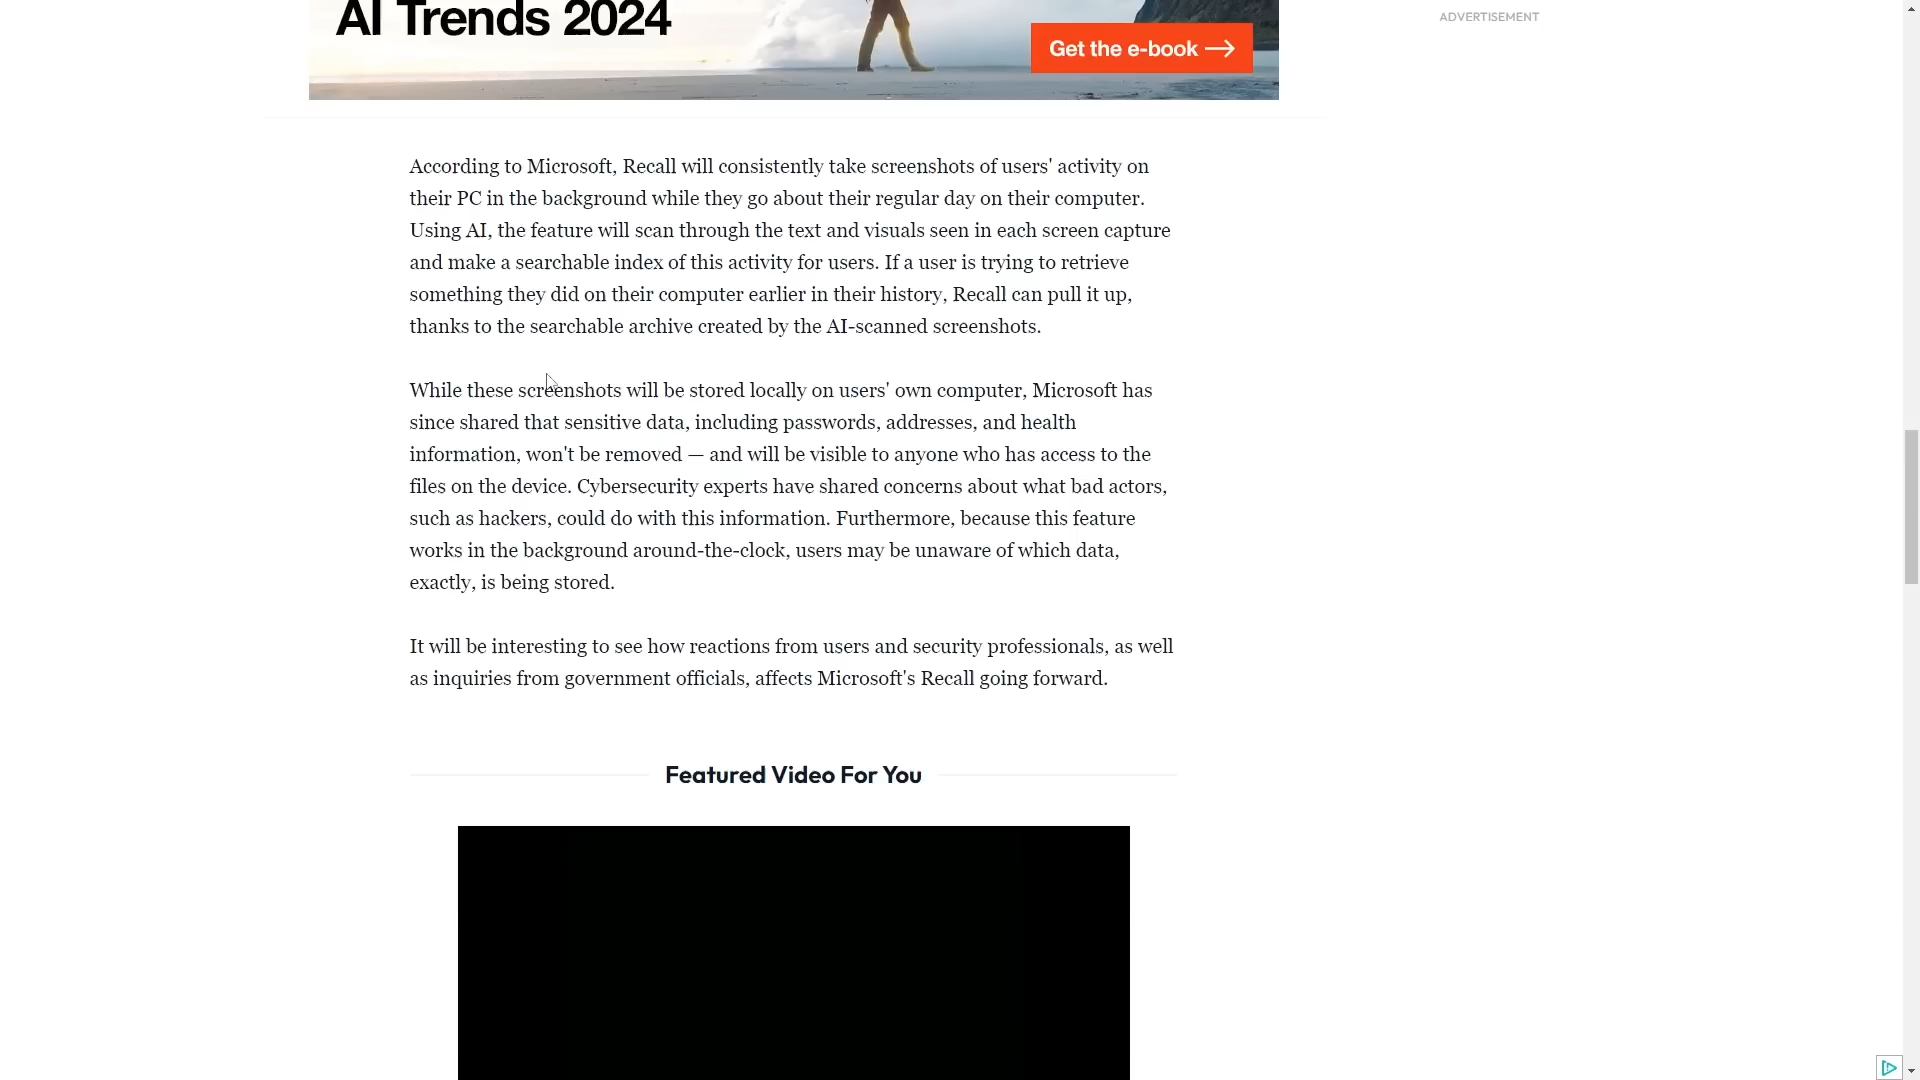 AI Trends 2024
Get the e-book
ADVERTISEMENT
According to Microsoft, Recall will consistently take screenshots of users' activity on
their PC in the background while they go about their regular day on their computer.
Using AI, the feature will scan through the text and visuals seen in each screen capture
and make a searchable index of this activity for users. If a user is trying to retrieve
something they did on their computer earlier in their history, Recall can pull it up,
thanks to the searchable archive created by the AI-scanned screenshots.
While these screenshots will be stored locally on users' own computer, Microsoft has
since shared that sensitive data, including passwords, addresses, and health
information, won't be removed — and will be visible to anyone who has access to the
files on the device. Cybersecurity experts have shared concerns about what bad actors,
such as hackers, could do with this information. Furthermore, because this feature
works in the background around-the-clock, users may be unaware of which data,
exactly, is being stored.
It will be interesting to see how reactions from users and security professionals, as well
as inquiries from government officials, affects Microsoft's Recall going forward.
Featured Video For You